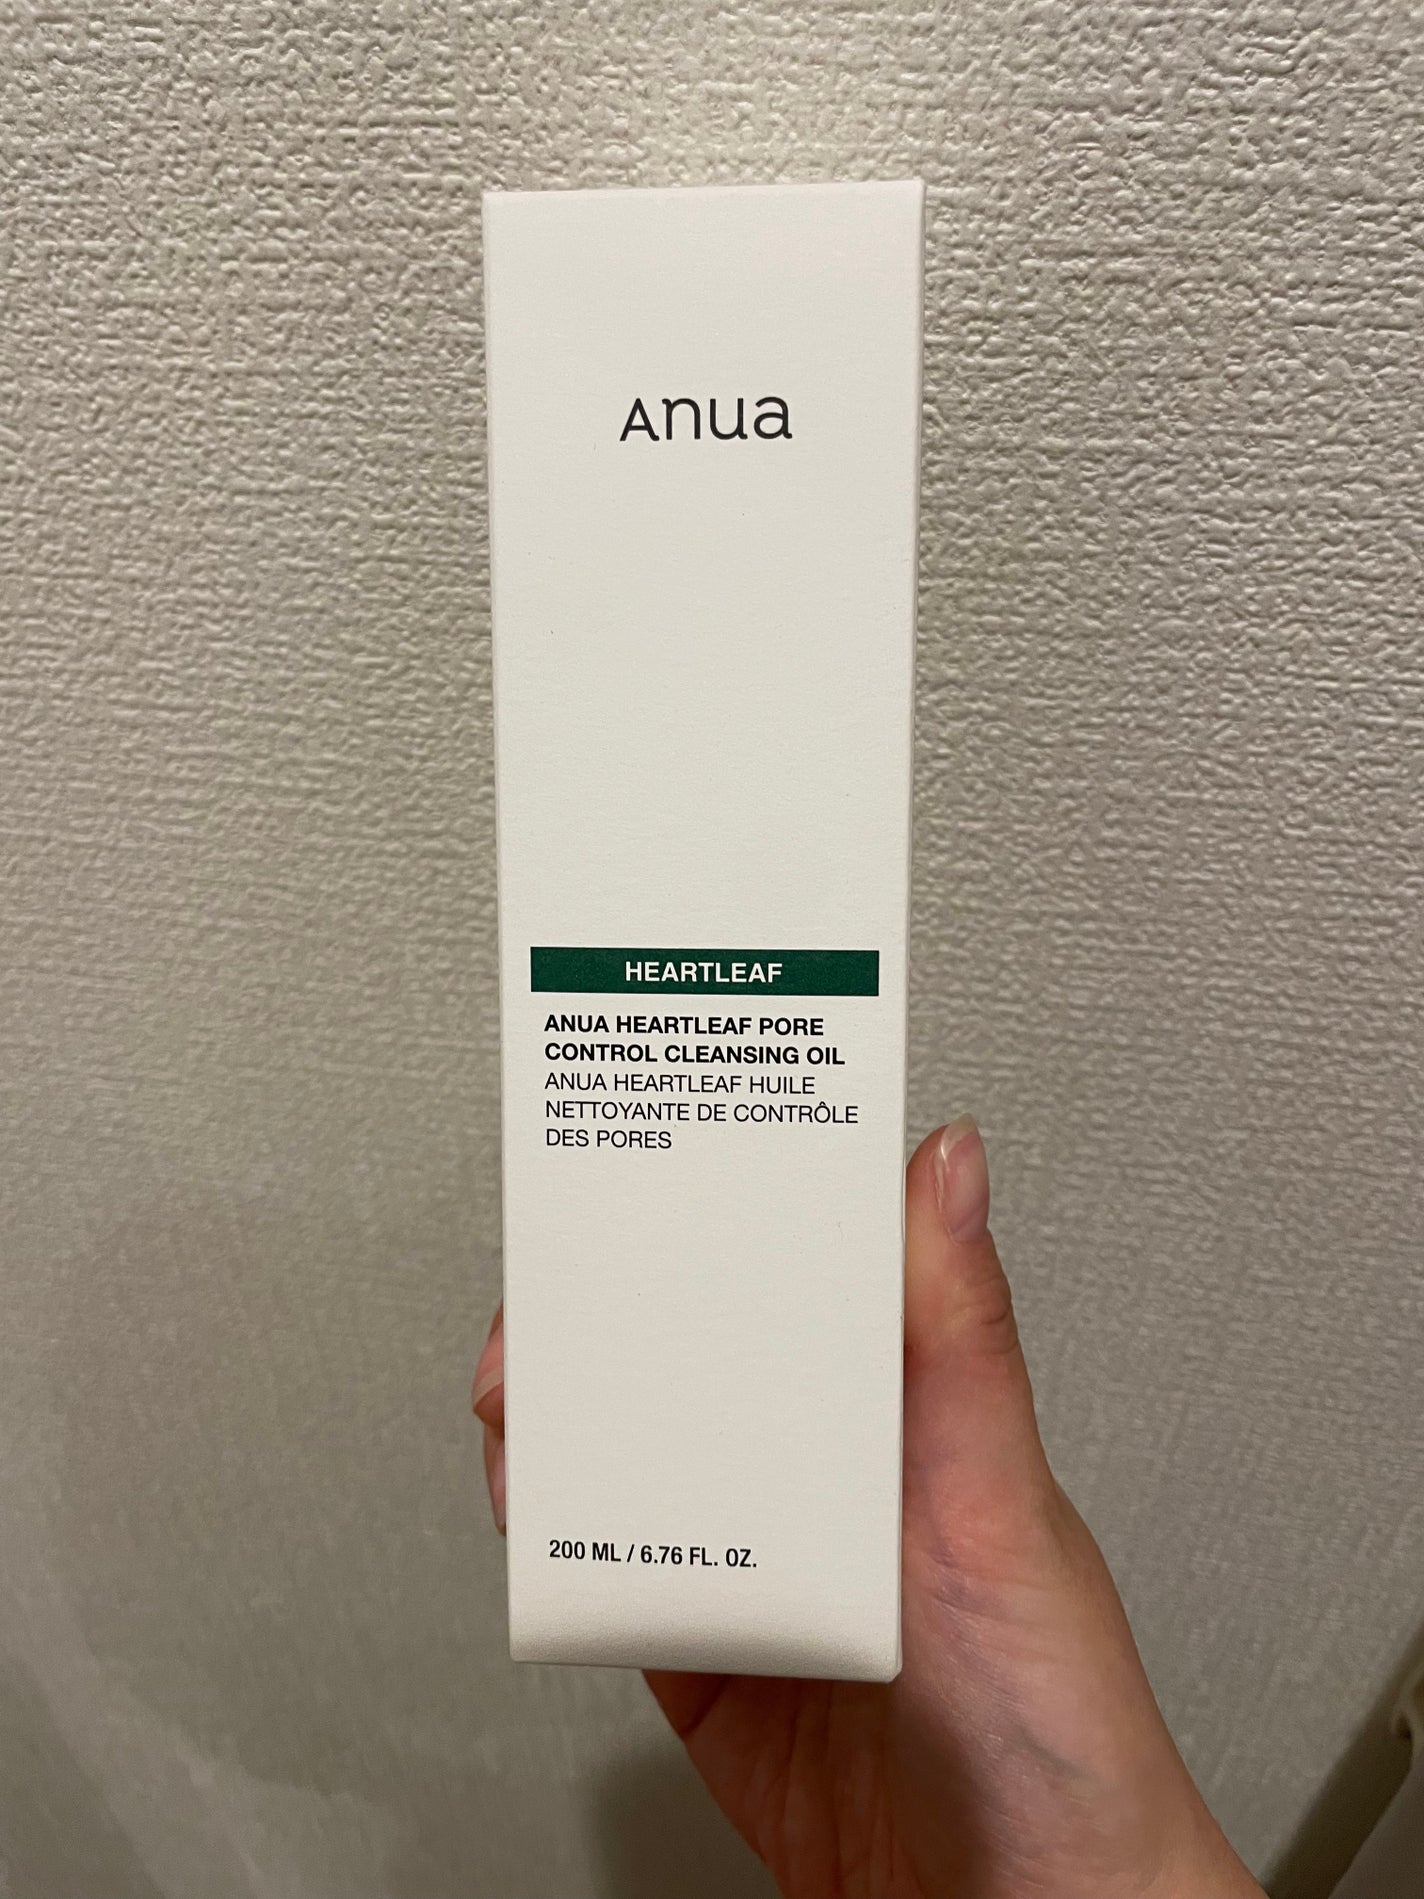 Anua
HEARTLEAF
ANUA HEARTLEAF PORE
CONTROL CLEANSING OIL
ANUA HEARTLEAF HUILE
NETTOYANTE DE CONTRÔLE
DES PORES
200 ML / 6.76 FL. OZ.